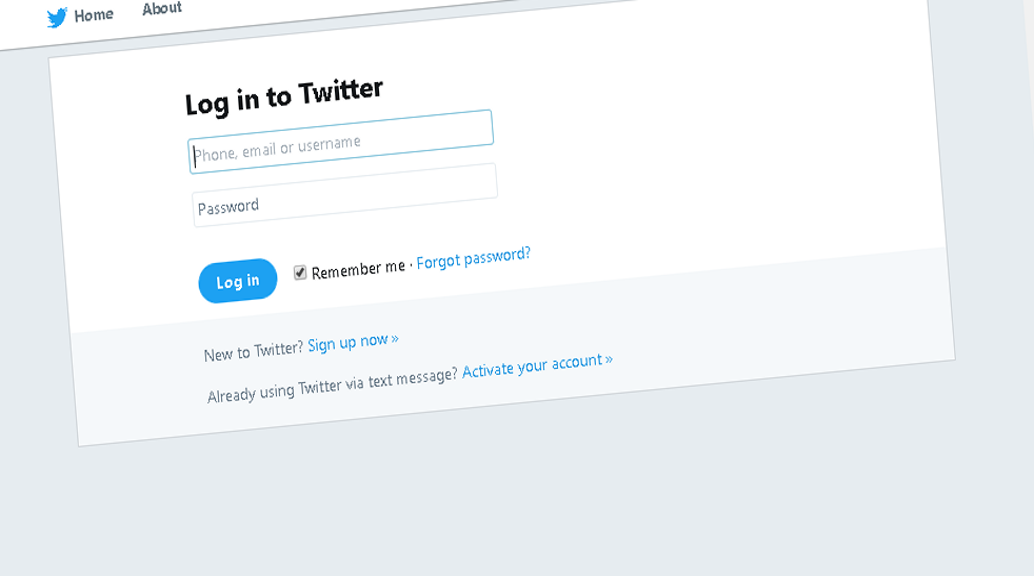 Home About
Log in to Twitter
Phone, email or username
Password
Log in Remember me · Forgot password?
New to Twitter? Sign up now »
Already using Twitter via text message? Activate your account »